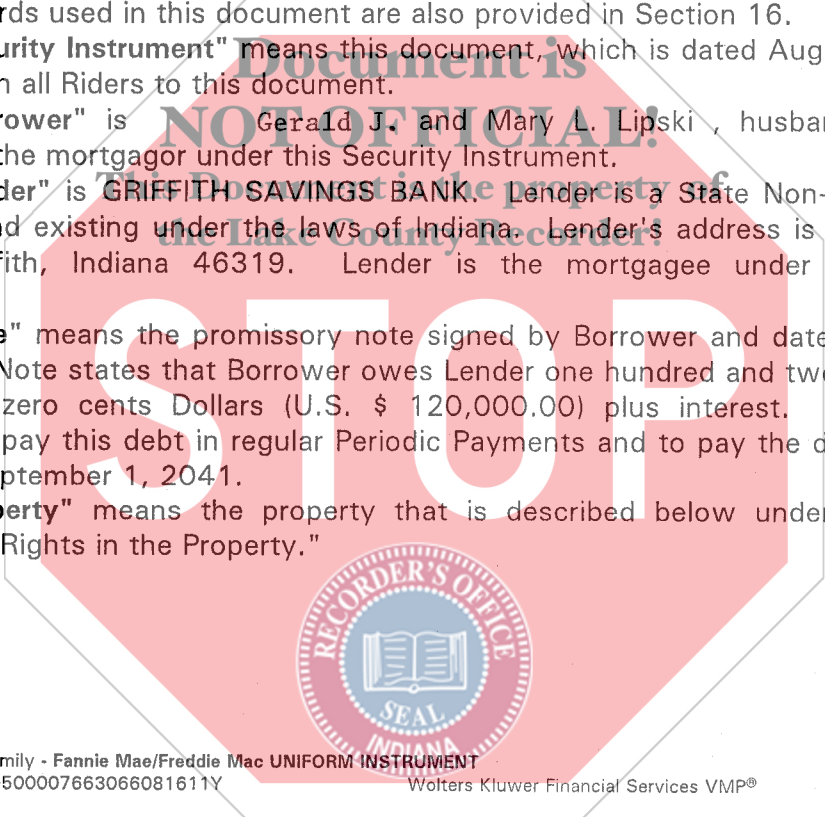 rds used in this document are also provided in Section 16.
urity Instrument" means this document, which is dated Aug
Document is
n all Riders to this document.
NOT OFFICIAL!
rower" is Gerald J. and Mary L. Lipski , husba
the mortgagor under this Security Instrument.
This Document is the property of
der" is GRIFFITH SAVINGS BANK. Lender is a State Non-
the Lake County Recorder!
d existing under the laws of Indiana. Lender's address is
fith, Indiana 46319. Lender is the mortgagee under
e" means the promissory note signed by Borrower and date
Note states that Borrower owes Lender one hundred and tw
zero cents Dollars (U.S. $ 120,000.00) plus interest.
STOP
pay this debt in regular Periodic Payments and to pay the d
ptember 1, 2041.
perty" means the property that is described below unde
Rights in the Property."
RECORDER'S OFFICE
SEAL
INDIANA
mily - Fannie Mae/Freddie Mac UNIFORM INSTRUMENT
500007663066081611Y Wolters Kluwer Financial Services VMP®